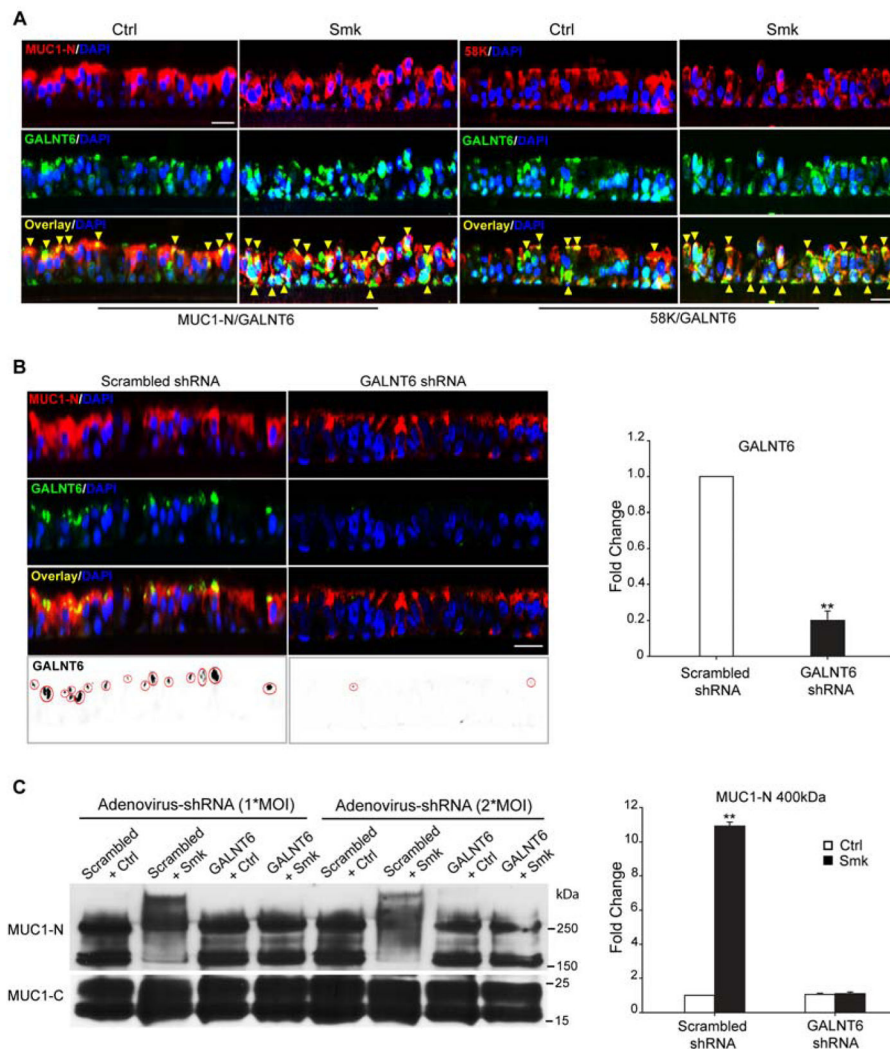 A
Ctrl
Smk
Ctrl
Smk
MUC1-N/DAPI
58K/DAPI
GALNT6/DAPI
GALNT6/DAPI
Overlay/DAPI
Overlay/DAPI
MUC1-N/GALNT6
58K/GALNT6
B
Scrambled shRNA
GALNT6 shRNA
MUC1-N/DAPI
GALNT6/DAPI
Overlay/DAPI
GALNT6
GALNT6
Fold Change
1.2
1.0
0.8
0.6
0.4
0.2
0
**
Scrambled
shRNA
GALNT6
shRNA
C
Adenovirus-shRNA (1*MOI)
Adenovirus-shRNA (2*MOI)
Scrambled
+ Ctrl
Scrambled
+ Smk
GALNT6
+ Ctrl
GALNT6
+ Smk
Scrambled
+ Ctrl
Scrambled
+ Smk
GALNT6
+ Ctrl
GALNT6
+ Smk
kDa
MUC1-N
250
150
MUC1-C
25
15
MUC1-N 400kDa
Fold Change
12
10
8
6
4
2
0
**
Ctrl
Smk
Scrambled
shRNA
GALNT6
shRNA